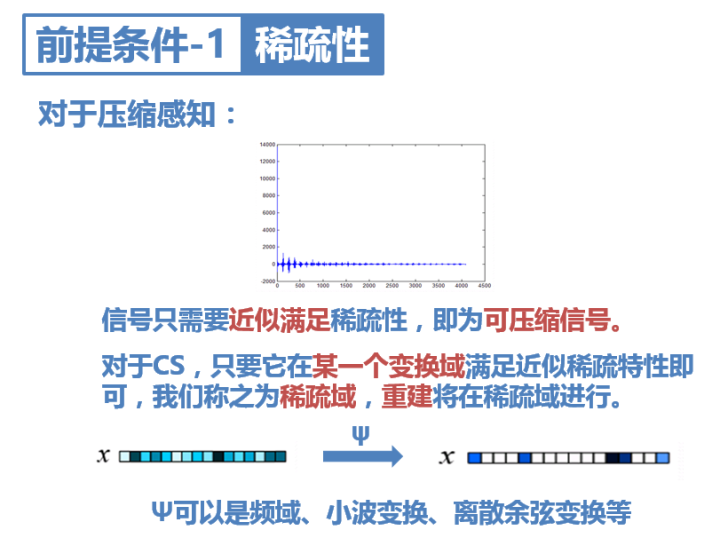 前提条件-1 稀疏性
对于压缩感知：
14000
12000
10000
8000
6000
4000
2000
0
-2000
0 500 1000 1500 2000 2500 3000 3500 4000 4500
信号只需要近似满足稀疏性，即为可压缩信号。
对于CS，只要它在某一个变换域满足近似稀疏特性即
可，我们称之为稀疏域，重建将在稀疏域进行。
Ψ
x x
Ψ可以是频域、小波变换、离散余弦变换等